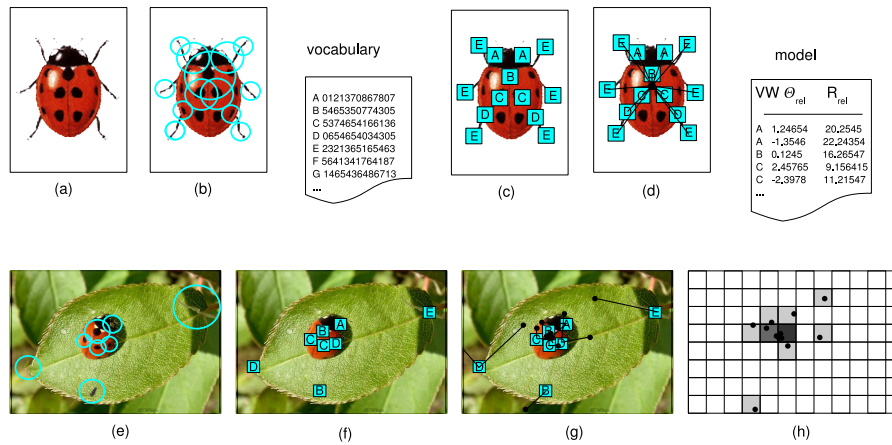 vocabulary
A 0121370867807
B 5465350774305
C 5374654166136
D 0654654034305
E 2321365165463
F 5641341764187
G 1465436486713
...
E E
A A
B
E C C E
D D
E E
E E
A A
B
E C C E
D D
E E
model
VW Θrel Rrel
A 1.24654 20.2545
A -1.3546 22.24354
B 0.1245 16.26547
C 2.45765 9.156415
C -2.3978 11.21547
...
(a) (b) (c) (d)
E
A
B
C D
C
D
B
E
A
B
C
C
D
B
(e) (f) (g) (h)